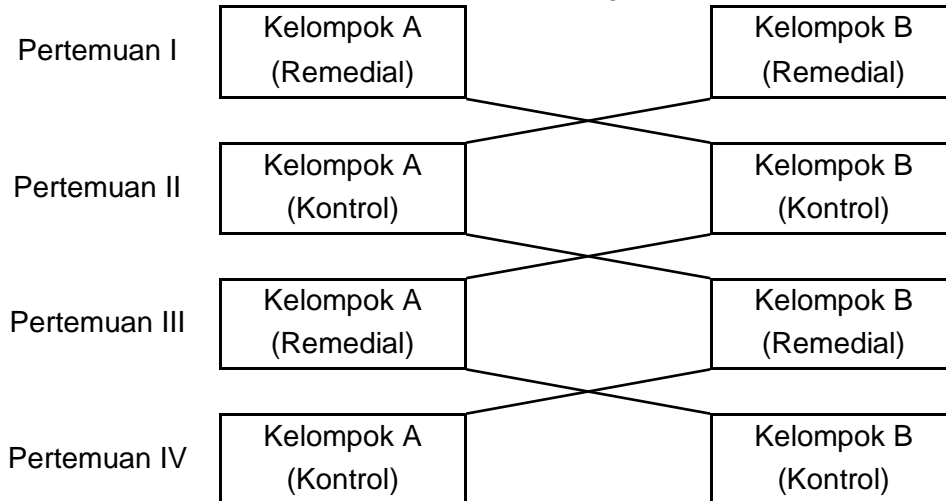 Pertemuan I
Kelompok A
(Remedial)
Kelompok B
(Remedial)
Pertemuan II
Kelompok A
(Kontrol)
Kelompok B
(Kontrol)
Pertemuan III
Kelompok A
(Remedial)
Kelompok B
(Remedial)
Pertemuan IV
Kelompok A
(Kontrol)
Kelompok B
(Kontrol)